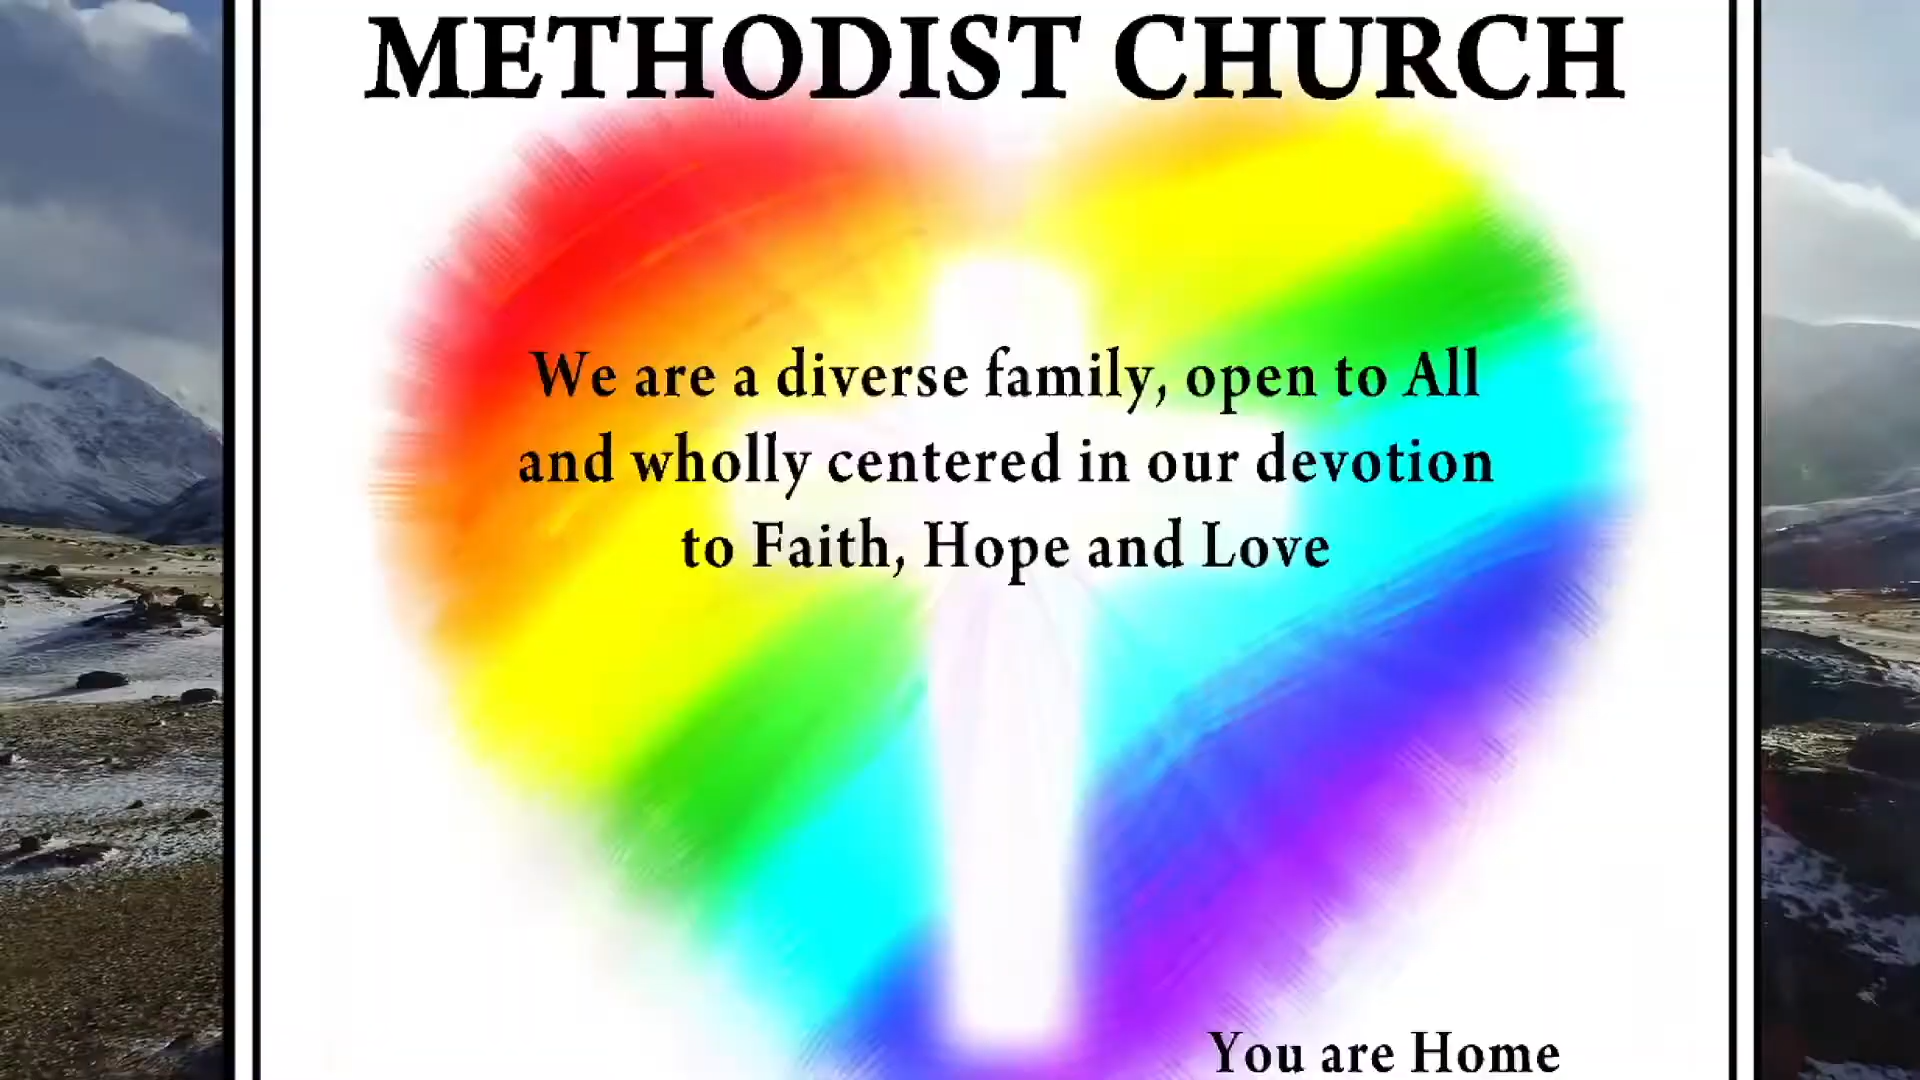 METHODIST CHURCH
We are a diverse family, open to All
and wholly centered in our devotion
to Faith, Hope and Love
You are Home